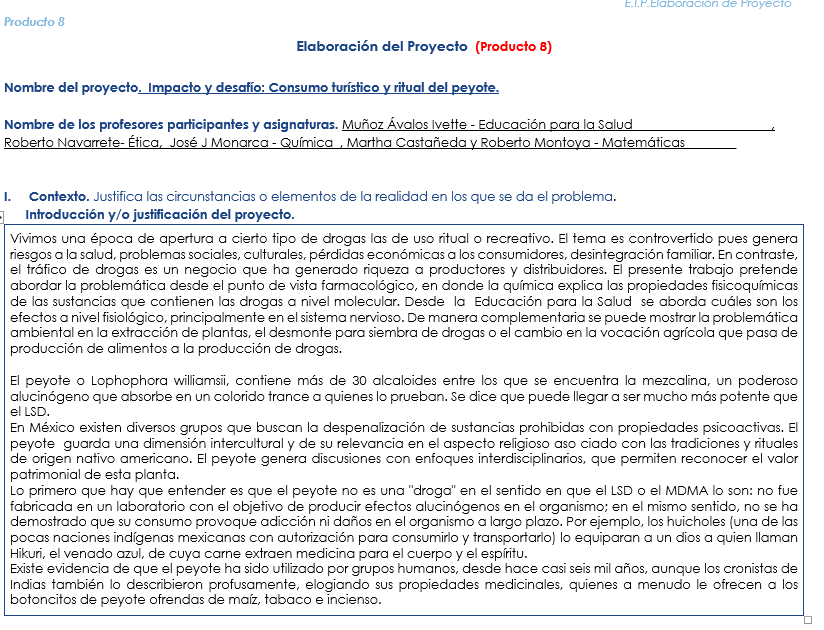 E.I.P.Elaboración de Proyecto
Producto 8
Elaboración del Proyecto (Producto 8)
Nombre del proyecto. Impacto y desafío: Consumo turístico y ritual del peyote.
Nombre de los profesores participantes y asignaturas. Muñoz Ávalos Ivette - Educación para la Salud ,
Roberto Navarrete- Ética, José J Monarca - Química , Martha Castañeda y Roberto Montoya - Matemáticas
I. Contexto. Justifica las circunstancias o elementos de la realidad en los que se da el problema.
Introducción y/o justificación del proyecto.
Vivimos una época de apertura a cierto tipo de drogas las de uso ritual o recreativo. El tema es controvertido pues genera
riesgos a la salud, problemas sociales, culturales, pérdidas económicas a los consumidores, desintegración familiar. En contraste,
el tráfico de drogas es un negocio que ha generado riqueza a productores y distribuidores. El presente trabajo pretende
abordar la problemática desde el punto de vista farmacológico, en donde la química explica las propiedades fisicoquímicas
de las sustancias que contienen las drogas a nivel molecular. Desde la Educación para la Salud se aborda cuáles son los
efectos a nivel fisiológico, principalmente en el sistema nervioso. De manera complementaria se puede mostrar la problemática
ambiental en la extracción de plantas, el desmonte para siembra de drogas o el cambio en la vocación agrícola que pasa de
producción de alimentos a la producción de drogas.
El peyote o Lophophora williamsii, contiene más de 30 alcaloides entre los que se encuentra la mezcalina, un poderoso
alucinógeno que absorbe en un colorido trance a quienes lo prueban. Se dice que puede llegar a ser mucho más potente que
el LSD.
En México existen diversos grupos que buscan la despenalización de sustancias prohibidas con propiedades psicoactivas. El
peyote guarda una dimensión intercultural y de su relevancia en el aspecto religioso aso ciado con las tradiciones y rituales
de origen nativo americano. El peyote genera discusiones con enfoques interdisciplinarios, que permiten reconocer el valor
patrimonial de esta planta.
Lo primero que hay que entender es que el peyote no es una "droga" en el sentido en que el LSD o el MDMA lo son: no fue
fabricada en un laboratorio con el objetivo de producir efectos alucinógenos en el organismo; en el mismo sentido, no se ha
demostrado que su consumo provoque adicción ni daños en el organismo a largo plazo. Por ejemplo, los huicholes (una de las
pocas naciones indígenas mexicanas con autorización para consumirlo y transportarlo) lo equiparan a un dios a quien llaman
Hikuri, el venado azul, de cuya carne extraen medicina para el cuerpo y el espíritu.
Existe evidencia de que el peyote ha sido utilizado por grupos humanos, desde hace casi seis mil años, aunque los cronistas de
Indias también lo describieron profusamente, elogiando sus propiedades medicinales, quienes a menudo le ofrecen a los
botoncitos de peyote ofrendas de maíz, tabaco e incienso.